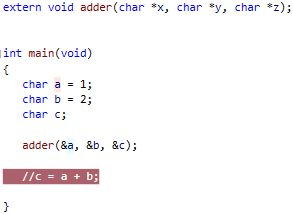 extern void adder(char *x, char *y, char *z);
int main(void)
{
char a = 1;
char b = 2;
char c;
adder(&a, &b, &c);
//c = a + b;
}